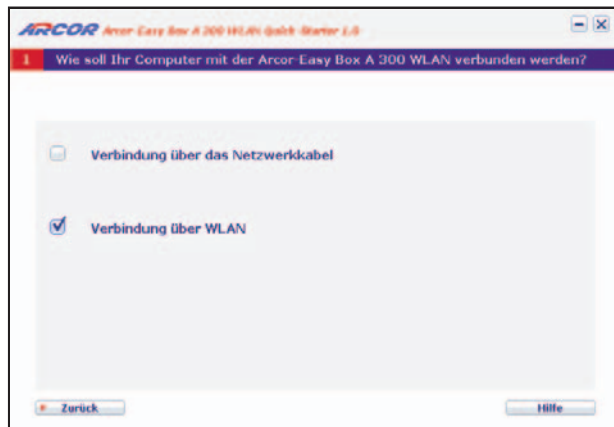 ARCOR Arcor-Easy Box A 300 WLAN Quick-Starter 1.0
1 Wie soll Ihr Computer mit der Arcor-Easy Box A 300 WLAN verbunden werden?
Verbindung über das Netzwerkkabel
Verbindung über WLAN
Zurück
Hilfe